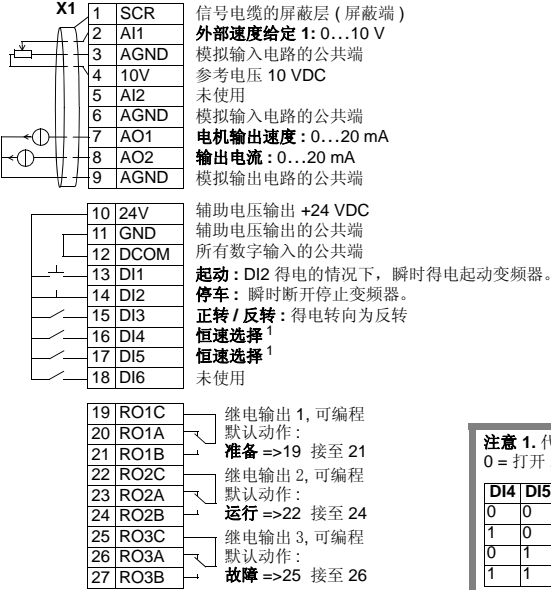 X1
1 SCR 信号电缆的屏蔽层 ( 屏蔽端 )
2 AI1 外部速度给定 1: 0…10 V
3 AGND 模拟输入电路的公共端
4 10V 参考电压 10 VDC
5 AI2 未使用
6 AGND 模拟输入电路的公共端
7 AO1 电机输出速度 : 0…20 mA
8 AO2 输出电流 : 0…20 mA
9 AGND 模拟输出电路的公共端
10 24V 辅助电压输出 +24 VDC
11 GND 辅助电压输出的公共端
12 DCOM 所有数字输入的公共端
13 DI1 起动 : DI2 得电的情况下，瞬时得电起动变频器。
14 DI2 停车 : 瞬时断开停止变频器。
15 DI3 正转 / 反转 : 得电转向为反转
16 DI4 恒速选择 1
17 DI5 恒速选择 1
18 DI6 未使用
19 RO1C 继电输出 1, 可编程
20 RO1A 默认动作 :
21 RO1B 准备 =>19 接至 21
22 RO2C 继电输出 2, 可编程
23 RO2A 默认动作 :
24 RO2B 运行 =>22 接至 24
25 RO3C 继电输出 3, 可编程
26 RO3A 默认动作 :
27 RO3B 故障 =>25 接至 26
注意 1. 代
0 = 打开
DI4 DI5
0 0
1 0
0 1
1 1